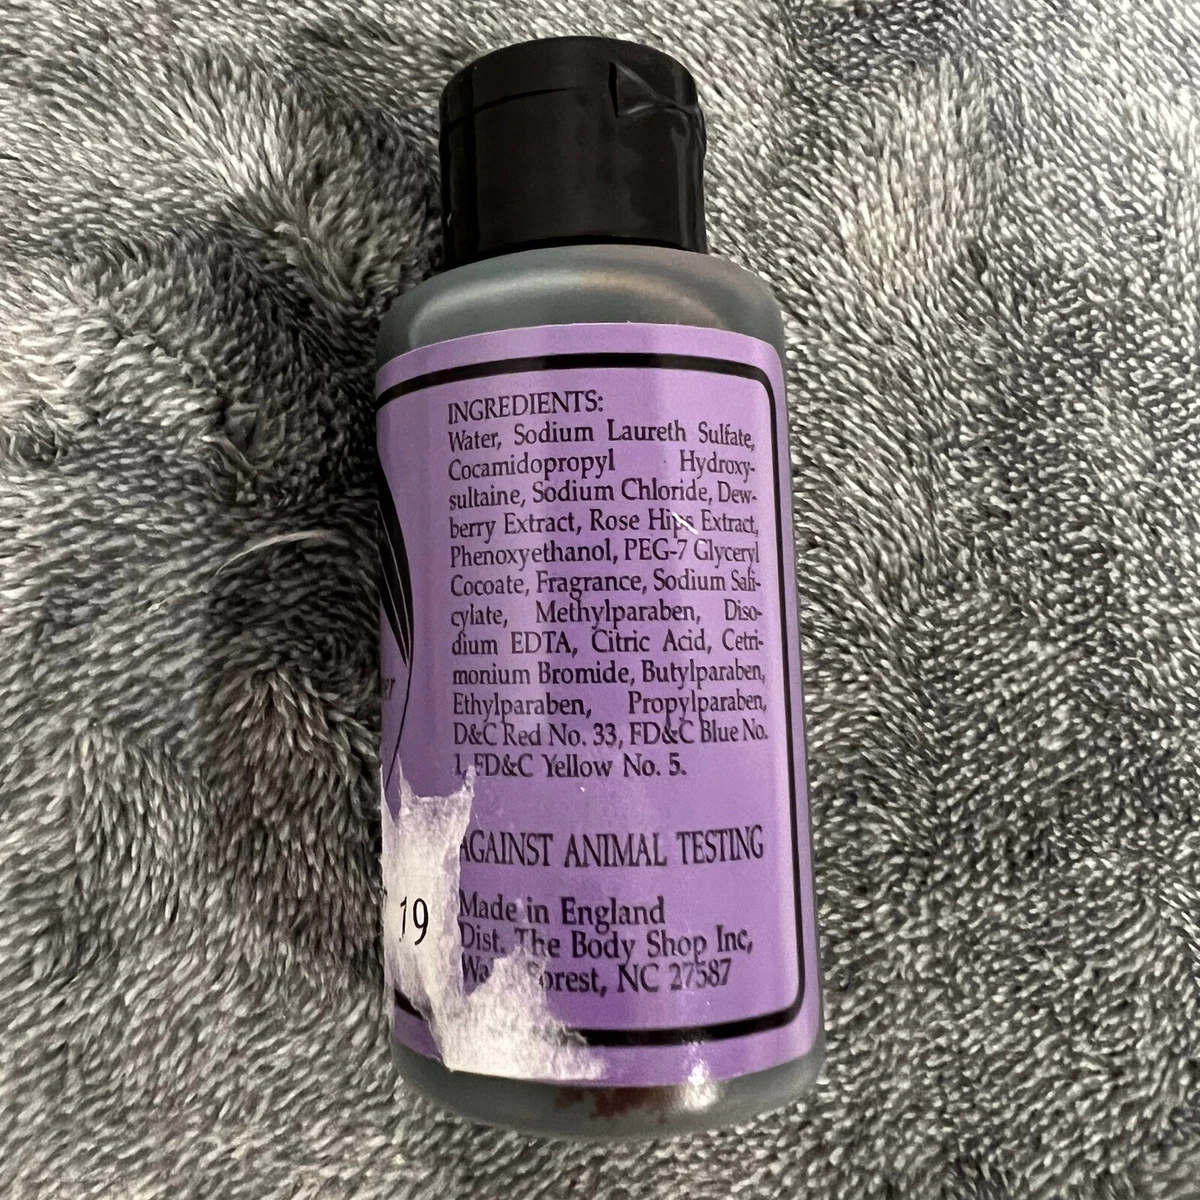 INGREDIENTS:
Water, Sodium Laureth Sulfate,
Cocamidopropyl Hydroxy-
sultaine, Sodium Chloride, Dew-
berry Extract, Rose Hips Extract,
Phenoxyethanol, PEG-7 Glyceryl
Cocoate, Fragrance, Sodium Sali-
cylate, Methylparaben, Diso-
dium EDTA, Citric Acid, Cetri-
monium Bromide, Butylparaben,
Ethylparaben, Propylparaben,
D&C Red No. 33, FD&C Blue No.
1, FD&C Yellow No. 5.
AGAINST ANIMAL TESTING
Made in England
Dist. The Body Shop Inc,
Forest, NC 27587
19